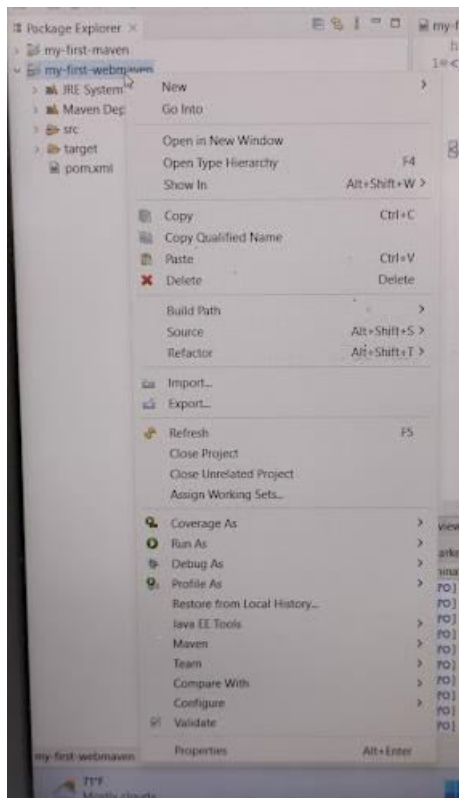 Package Explorer ×
my-f
my-first-maven
my-first-webmaven
JRE System
Maven Dep
src
target
pom.xml
New
Go Into
Open in New Window
Open Type Hierarchy F4
Show In Alt+Shift+W >
Copy Ctrl+C
Copy Qualified Name
Paste Ctrl+V
Delete Delete
Build Path >
Source Alt+Shift+S >
Refactor Alt+Shift+T >
Import...
Export...
Refresh F5
Close Project
Close Unrelated Project
Assign Working Sets...
Coverage As >
Run As >
Debug As >
Profile As >
Restore from Local History...
Java EE Tools >
Maven >
Team >
Compare With >
Configure >
Validate
Properties Alt+Enter
my-first-webmaven
71°F
Mostly cloudy